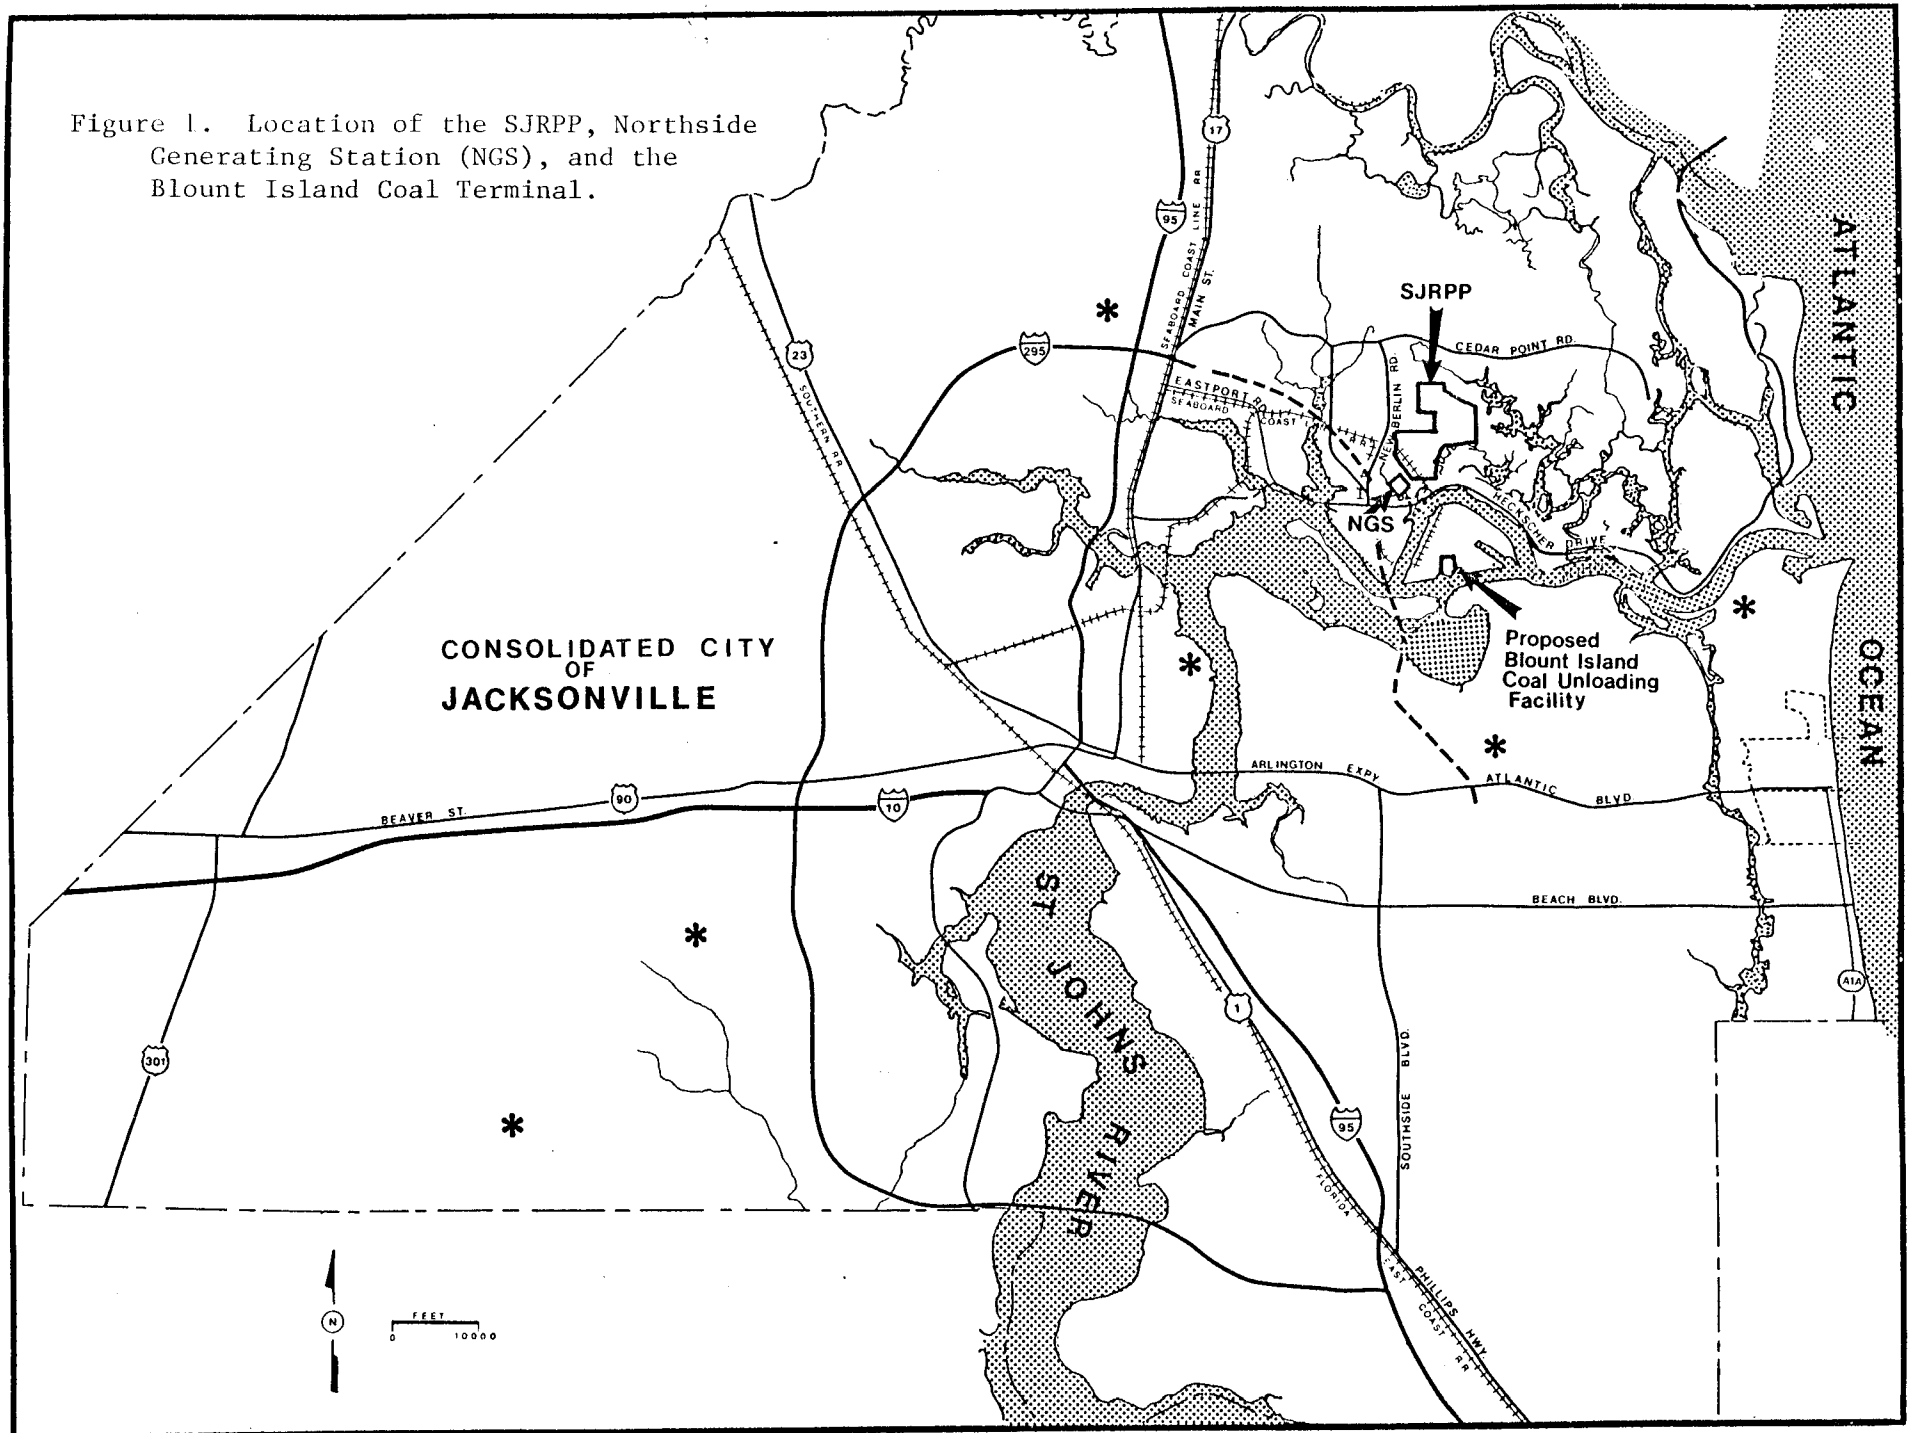 Figure 1. Location of the SJRPP, Northside
Generating Station (NGS), and the
Blount Island Coal Terminal.
17
95
SEABOARD COAST LINE RR
MAIN ST.
ATLANTIC
OCEAN
SJRPP
CEDAR POINT RD.
295
23
SOUTHERN RR
EASTPORT RD.
SEABOARD
COAST LINE RR
NEW BERLIN RD.
NGS
HECKSCHER
DRIVE
Proposed
Blount Island
Coal Unloading
Facility
CONSOLIDATED CITY
OF
JACKSONVILLE
ARLINGTON EXPY
ATLANTIC BLVD
BEAVER ST.
90
10
BEACH BLVD.
A1A
ST JOHNS RIVER
1
301
95
SOUTHSIDE BLVD.
FLORIDA
EAST
COAST
RR
PHILLIPS HWY.
N
FEET
0 10000